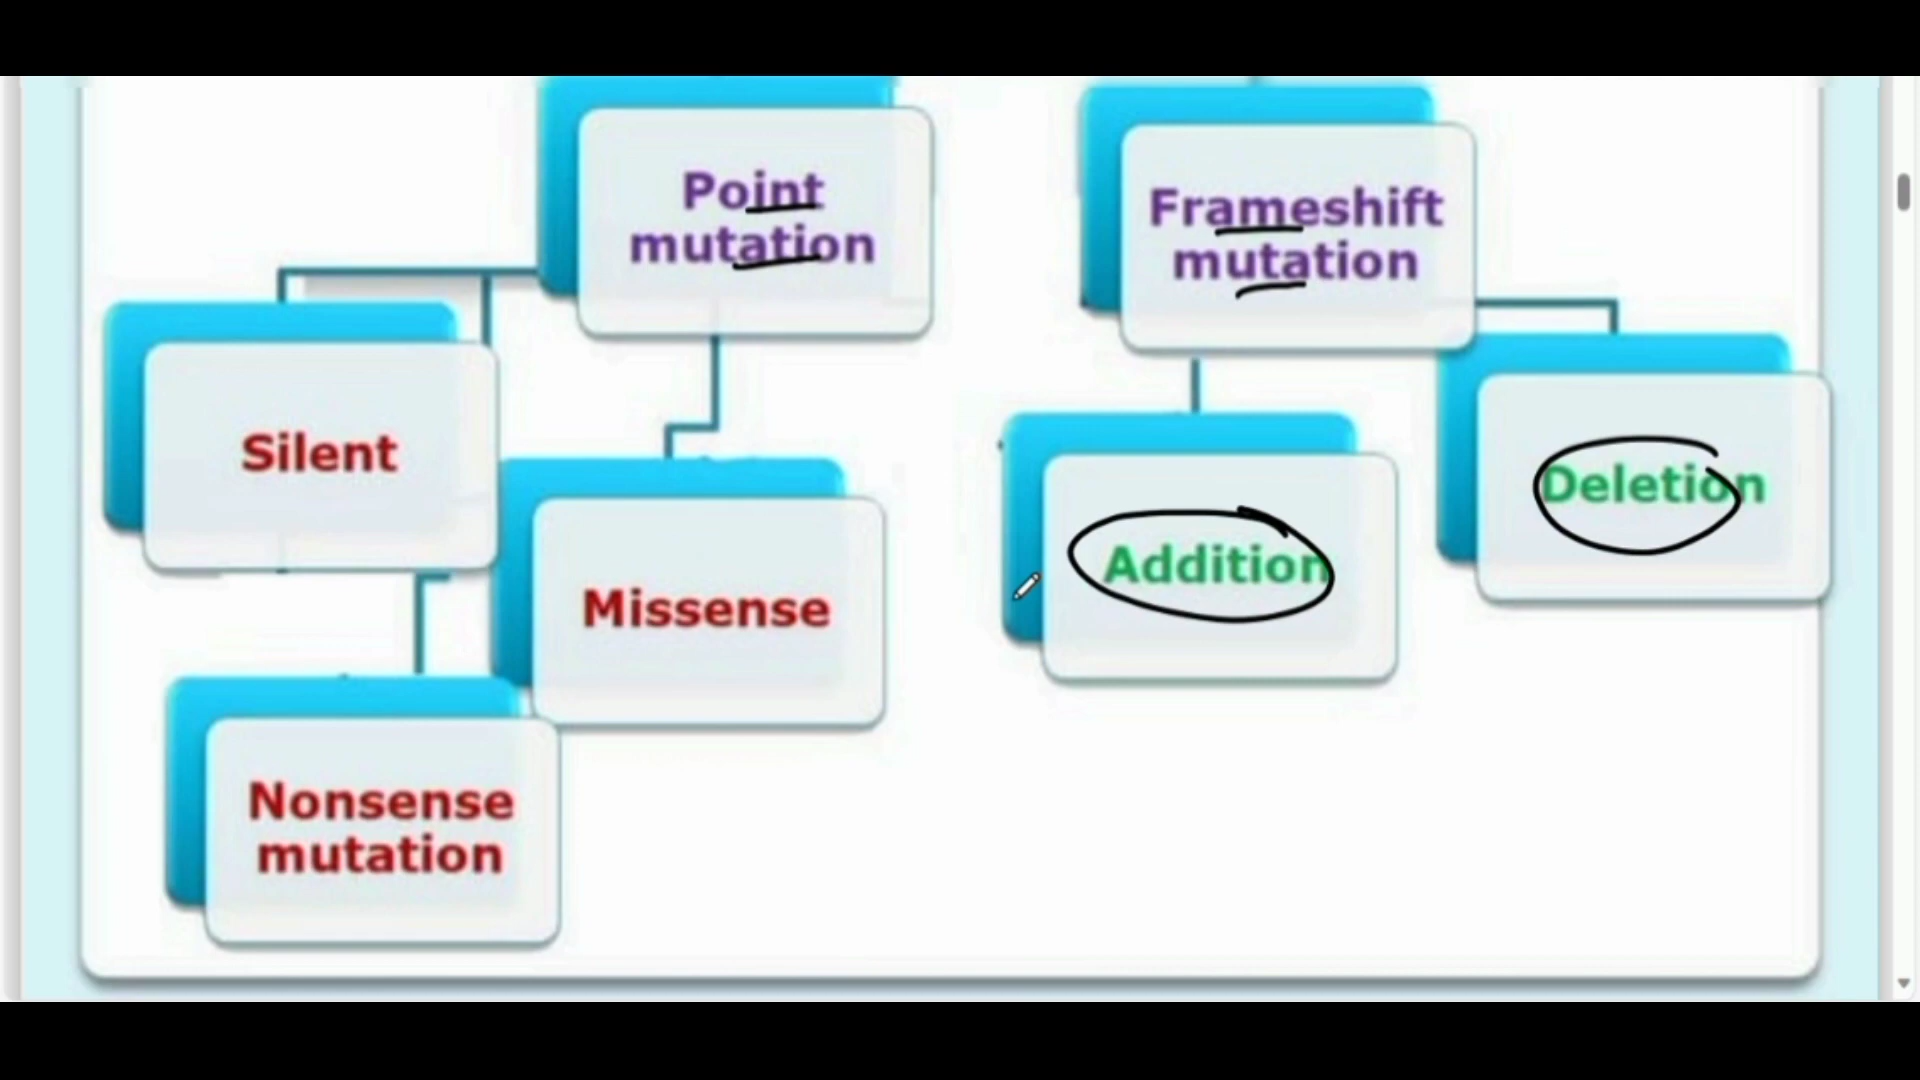 Point
mutation
Frameshift
mutation
Silent
Missense
Nonsense
mutation
Addition
Deletion